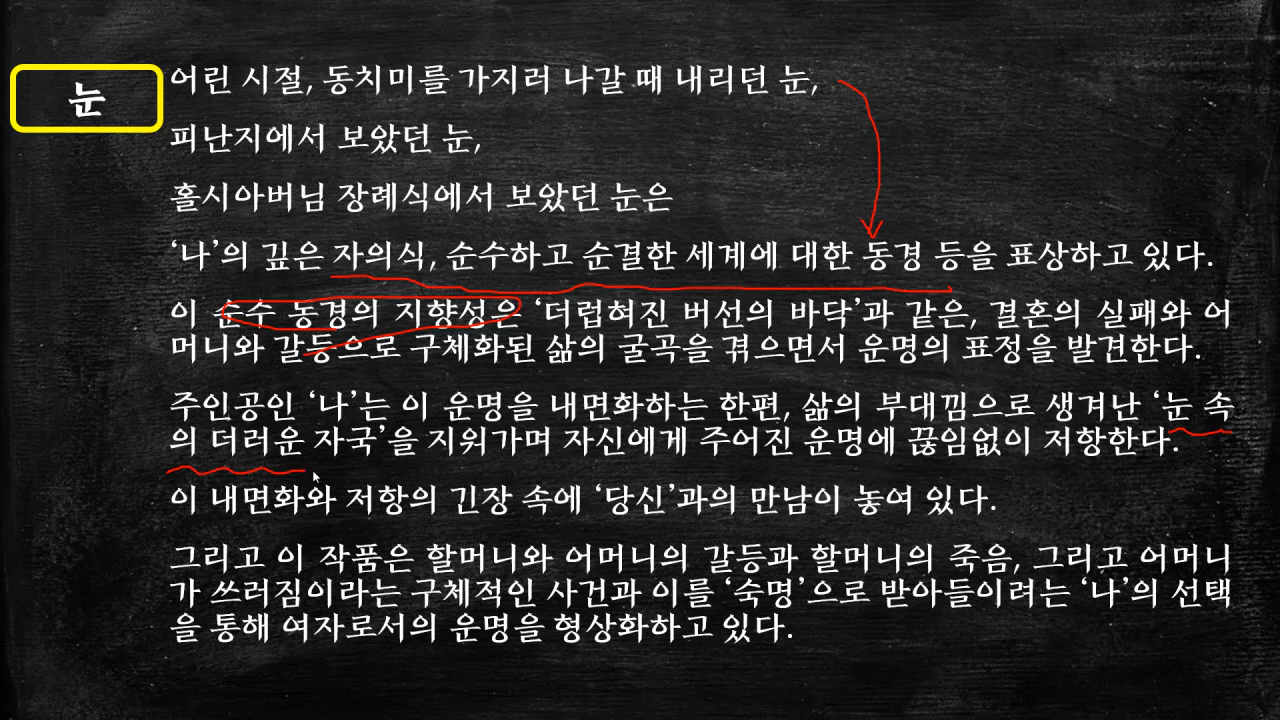 눈
어린 시절, 동치미를 가지러 나갈 때 내리던 눈,
피난지에서 보았던 눈,
홀시아버님 장례식에서 보았던 눈은
‘나’의 깊은 자의식, 순수하고 순결한 세계에 대한 동경 등을 표상하고 있다.
이 순수 동경의 지향성은 ‘더럽혀진 버선의 바닥’과 같은, 결혼의 실패와 어
머니와 갈등으로 구체화된 삶의 굴곡을 겪으면서 운명의 표정을 발견한다.
주인공인 ‘나’는 이 운명을 내면화하는 한편, 삶의 부대낌으로 생겨난 ‘눈 속
의 더러운 자국’을 지워가며 자신에게 주어진 운명에 끊임없이 저항한다.
이 내면화와 저항의 긴장 속에 ‘당신’과의 만남이 놓여 있다.
그리고 이 작품은 할머니와 어머니의 갈등과 할머니의 죽음, 그리고 어머니
가 쓰러짐이라는 구체적인 사건과 이를 ‘숙명’으로 받아들이려는 ‘나’의 선택
을 통해 여자로서의 운명을 형상화하고 있다.